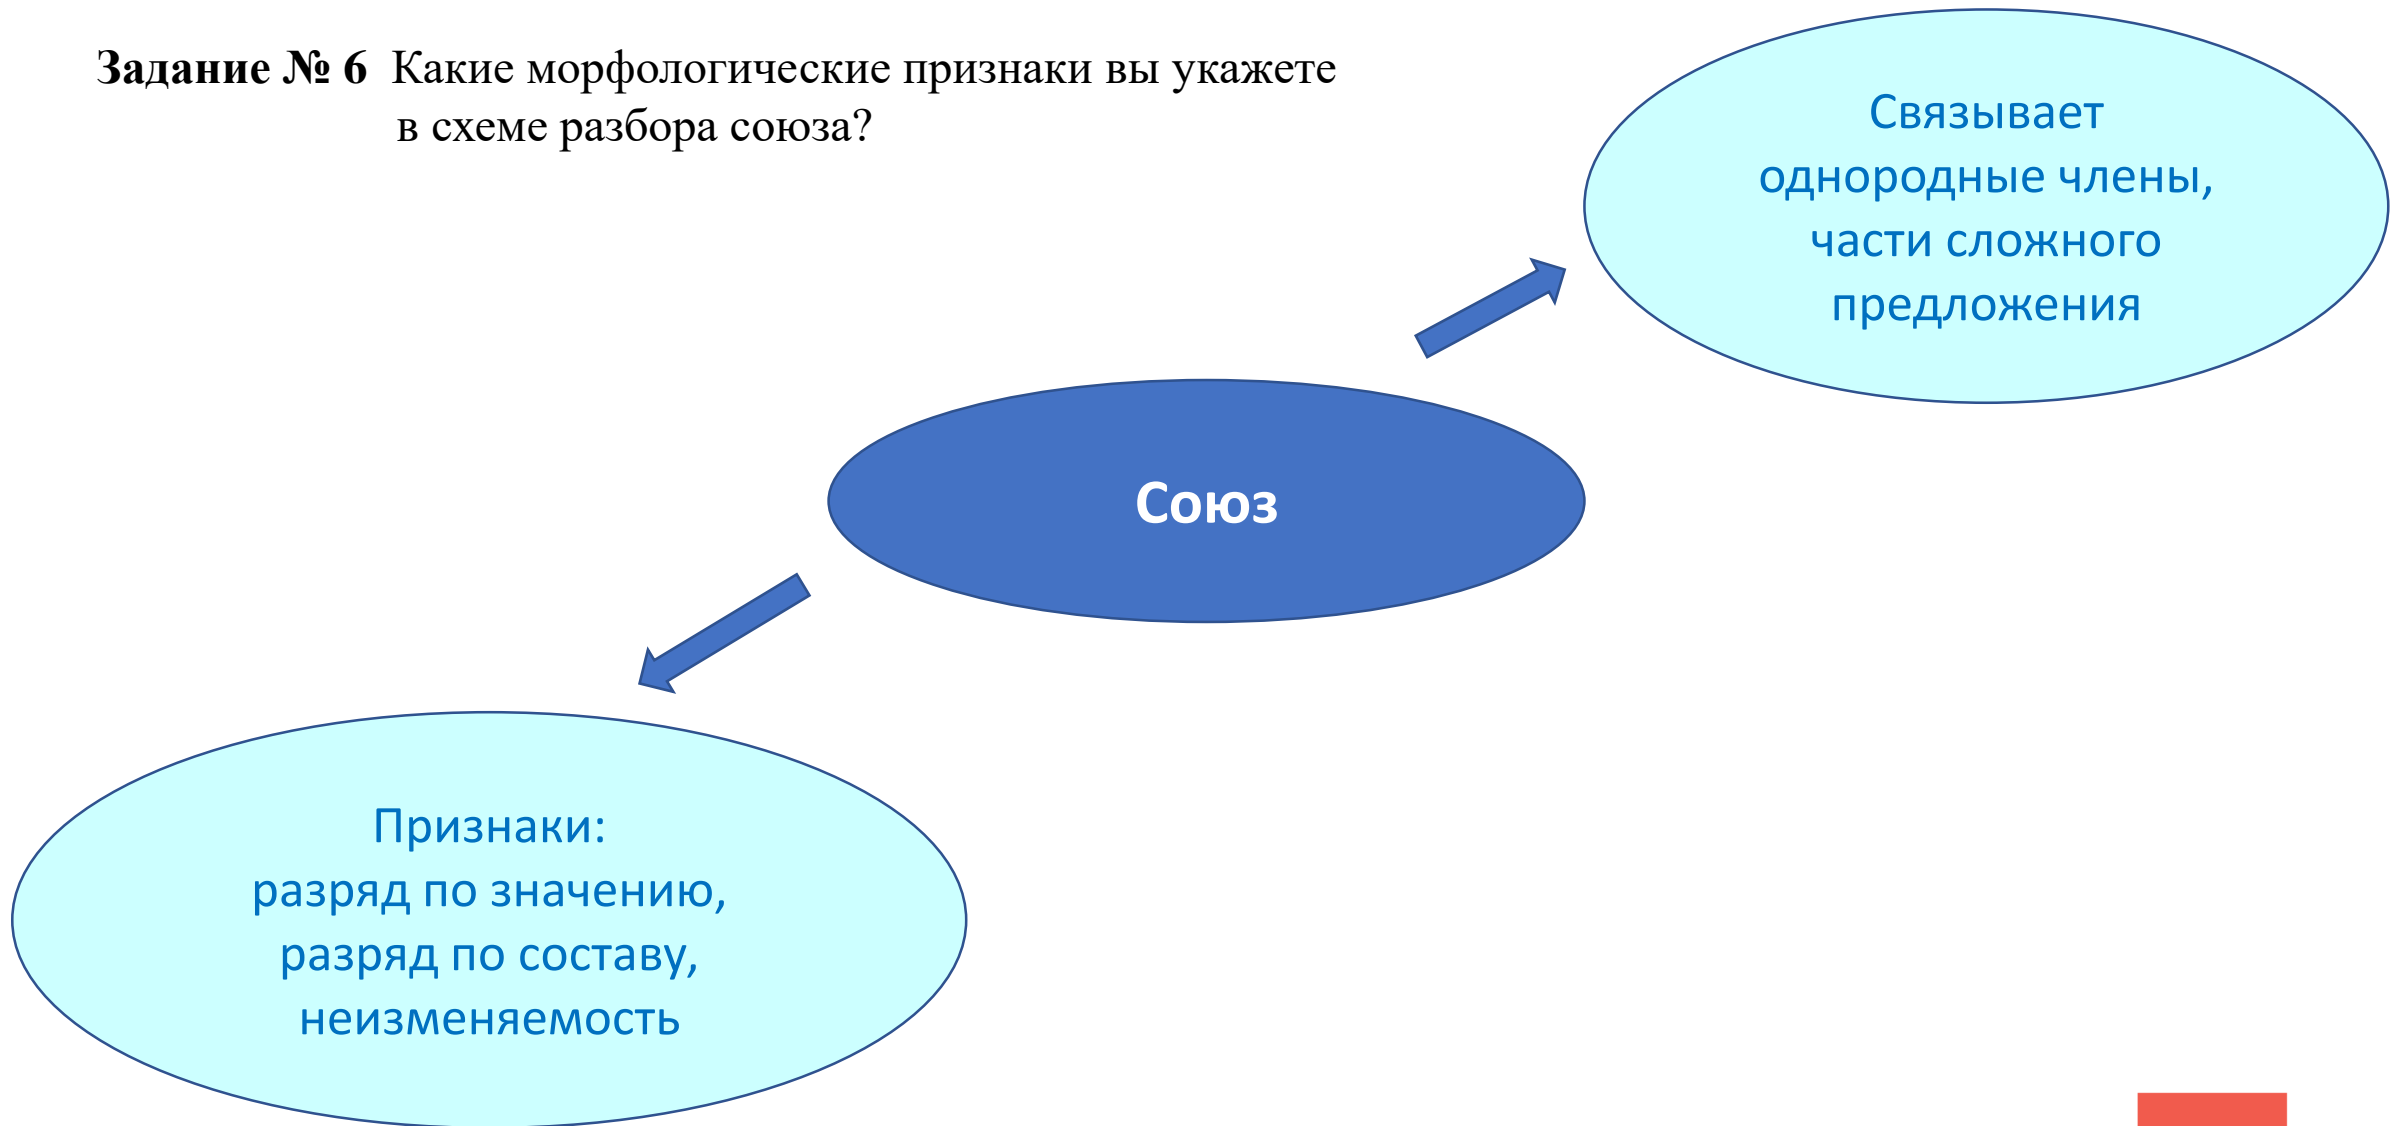 Задание № 6 Какие морфологические признаки вы укажете
в схеме разбора союза?
Связывает
однородные члены,
части сложного
предложения
Союз
Признаки:
разряд по значению,
разряд по составу,
неизменяемость